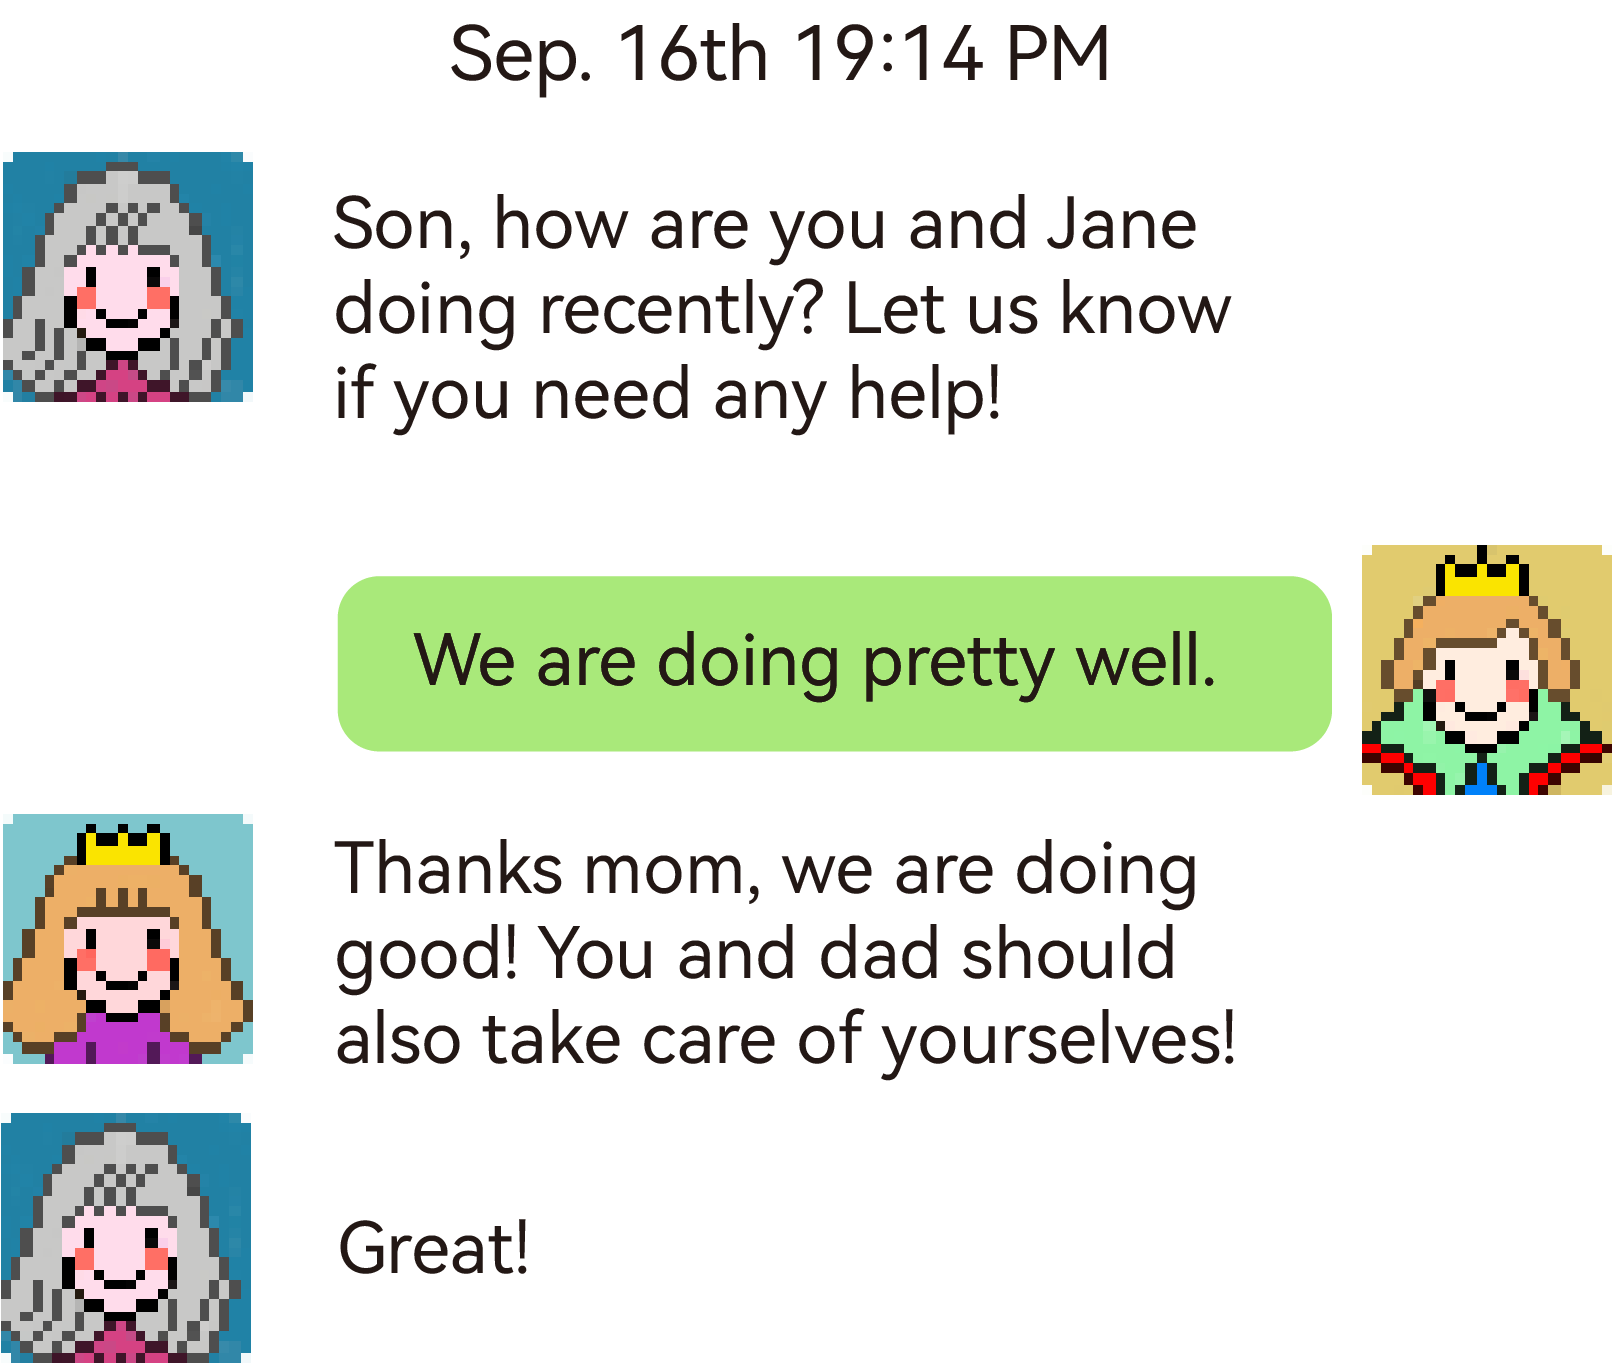 Sep. 16th 19:14 PM
Son, how are you and Jane
doing recently? Let us know
if you need any help!
We are doing pretty well.
Thanks mom, we are doing
good! You and dad should
also take care of yourselves!
Great!